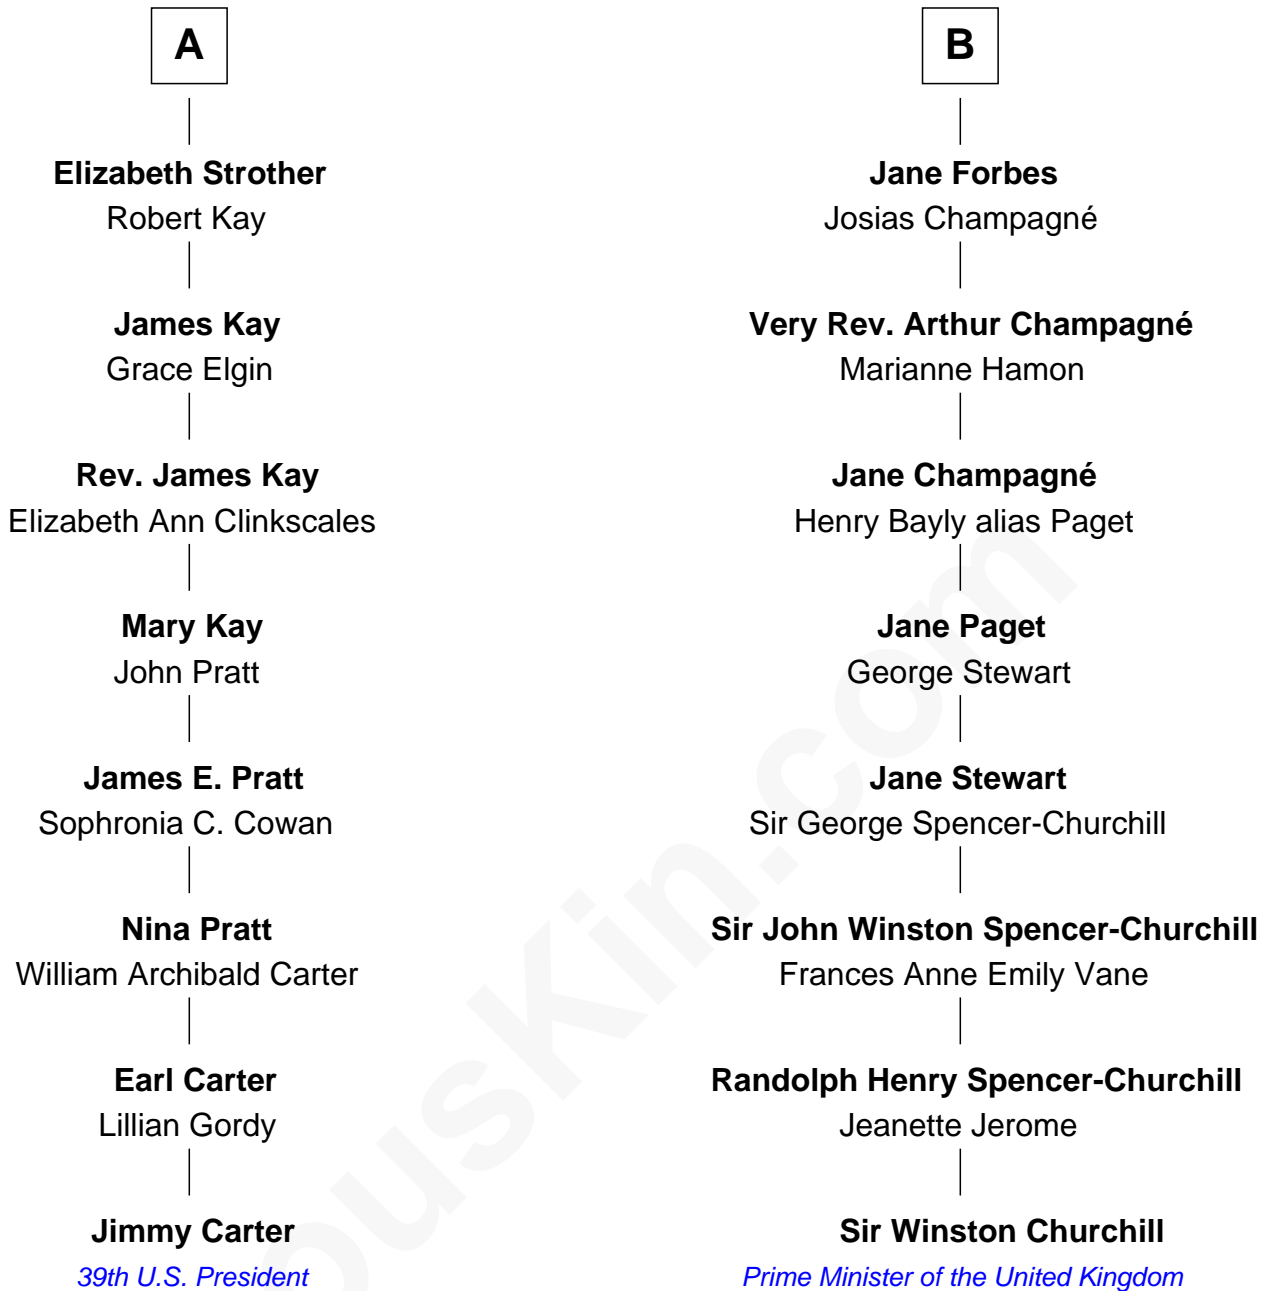 A
B
Elizabeth Strother
Robert Kay
Jane Forbes
Josias Champagné
James Kay
Grace Elgin
Very Rev. Arthur Champagné
Marianne Hamon
Rev. James Kay
Elizabeth Ann Clinkscales
Jane Champagné
Henry Bayly alias Paget
Mary Kay
John Pratt
Jane Paget
George Stewart
James E. Pratt
Sophronia C. Cowan
Jane Stewart
Sir George Spencer-Churchill
Nina Pratt
William Archibald Carter
Sir John Winston Spencer-Churchill
Frances Anne Emily Vane
Earl Carter
Lillian Gordy
Randolph Henry Spencer-Churchill
Jeanette Jerome
Jimmy Carter
39th U.S. President
Sir Winston Churchill
Prime Minister of the United Kingdom
ousKin.com